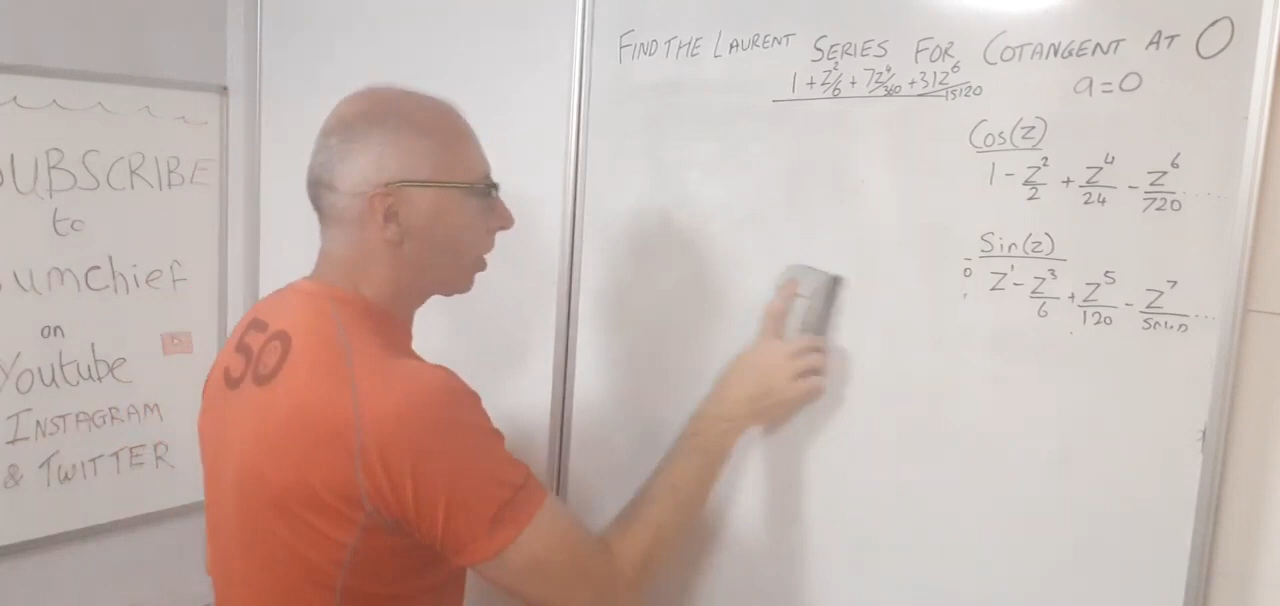 FIND THE LAURENT SERIES FOR COTANGENT AT 0
1 + z²/6 + 7z⁴/360 + 31z⁶/15120
a=0
Cos(z)
1 - z²/2 + z⁴/24 - z⁶/720 ....
Sin(z)
z¹ - z³/6 + z⁵/120 - z⁷/5040 ...
SUBSCRIBE
to
umchief
on
Youtube
INSTAGRAM
& TWITTER
50